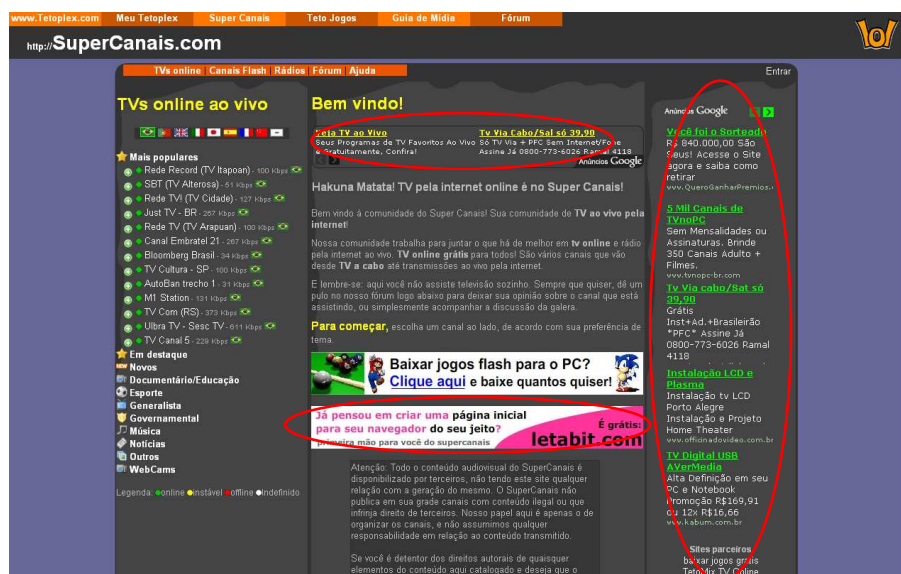 www.Tetoplex.com Meu Tetoplex Super Canais Teto Jogos Guia de Mídia Fórum
http://SuperCanais.com
lol
TVs online | Canais Flash | Rádios | Fórum | Ajuda
Entrar
TVs online ao vivo
Mais populares
Rede Record (TV Itapoan) - 100 Kbps
SBT (TV Alterosa) - 51 Kbps
Rede TV! (TV Cidade) - 127 kbps
Just TV - BR - 267 Kbps
Rede TV (TV Arapuan) - 100 kbps
Canal Embratel 21 - 267 Kbps
Bloomberg Brasil - 34 Kbps
TV Cultura - SP - 100 Kbps
AutoBan trecho 1 - 31 Kbps
M1 Station - 131 Kbps
TV Com (RS) - 373 Kbps
Ulbra TV - Sesc TV - 611 Kbps
TV Canal 5 - 229 Kbps
Em destaque
Novos
Documentário/Educação
Esporte
Generalista
Governamental
Música
Notícias
Outros
WebCams
Legenda: online instável offline Indefinido
Bem vindo!
Veja TV ao Vivo
Seus Programas de TV Favoritos Ao Vivo
e Gratuitamente, Confira!
Tv Via Cabo/Sal só 39,90
Só TV Via + PFC Sem Internet/Fone
Assine Já 0800-773-6026 Ramal 4118
Anúncios Google
Hakuna Matata! TV pela internet online é no Super Canais!
Bem vindo à comunidade do Super Canais! Sua comunidade de TV ao vivo pela
internet!
Nossa comunidade trabalha para juntar o que há de melhor em tv online e rádio
pela internet ao vivo. TV online grátis para todos! São vários canais que vão
desde TV a cabo até transmissões ao vivo pela internet.
E lembre-se: aqui você não assiste televisão sozinho. Sempre que quiser, dê um
pulo no nosso fórum logo abaixo para deixar sua opinião sobre o canal que está
assistindo, ou simplesmente acompanhar a discussão da galera.
Para começar, escolha um canal ao lado, de acordo com sua preferência de
tema.
Baixar jogos flash para o PC?
Clique aqui e baixe quantos quiser!
Já pensou em criar uma página inicial
para seu navegador do seu jeito?
primeira mão para você do supercanais
É grátis:
letabit.com
Atenção: Todo o conteúdo audiovisual do SuperCanais é
disponibilizado por terceiros, não tendo este site qualquer
relação com a geração do mesmo. O SuperCanais não
publica em sua grade canais com conteúdo ilegal ou que
infrinja direito de terceiros. Nosso papel aqui é apenas o de
organizar os canais, e não assumimos qualquer
responsabilidade em relação ao conteúdo transmitido.
Se você é detentor dos direitos autorais de quaisquer
elementos do conteúdo aqui catalogado e deseja que o
Anúncios Google
Você foi o Sorteado
R$ 840.000,00 São
Seus! Acesse o Site
agora e saiba como
retirar
www.QueroGanharPremios.
5 Mil Canais de
TVnoPC
Sem Mensalidades ou
Assinaturas. Brinde
350 Canais Adulto +
Filmes.
www.tvnopc-br.com
Tv Via cabo/Sat só
39,90
Grátis
Inst+Ad.+Brasileirão
*PFC* Assine Já
0800-773-6026 Ramal
4118
Instalação LCD e
Plasma
Instalação tv LCD
Porto Alegre
Instalação e Projeto
Home Theater
www.officinadovideo.com.br
TV Digital USB
AVerMedia
Alta Definição em seu
PC e Notebook
Promoção R$169,91
ou 12x R$16,66
www.kabum.com.br
Sites parceiros
baixar jogos grátis
TetoMix TV Online